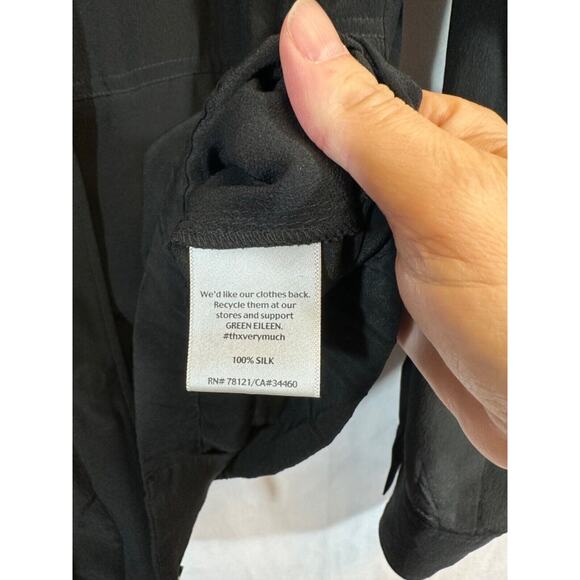 We'd like our clothes back.
Recycle them at our
stores and support
GREEN EILEEN.
#thxverymuch
100% SILK
RN# 78121/CA#34460